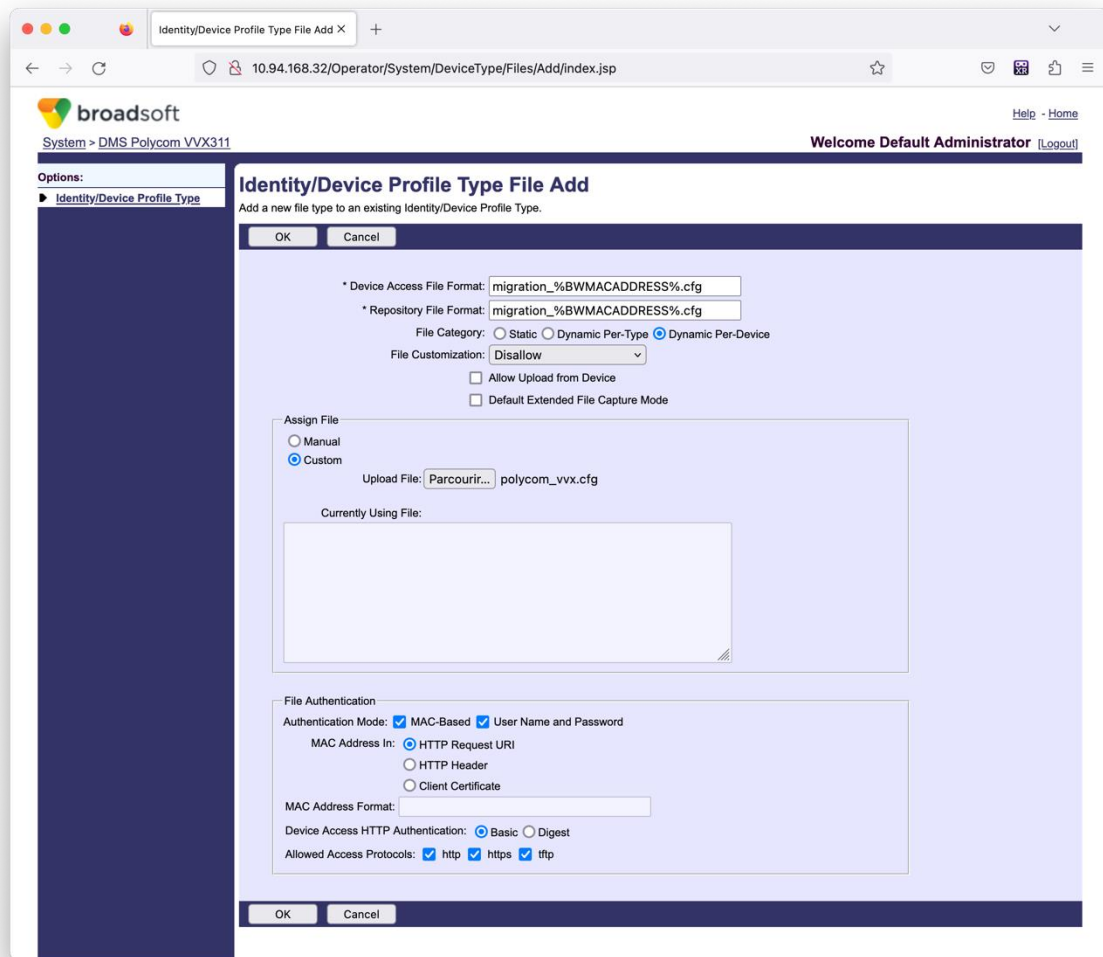 Identity/Device Profile Type File Add
10.94.168.32/Operator/System/DeviceType/Files/Add/index.jsp
XR
broadsoft
Help - Home
System > DMS Polycom VVX311
Welcome Default Administrator [Logout]
Options:
Identity/Device Profile Type
Identity/Device Profile Type File Add
Add a new file type to an existing Identity/Device Profile Type.
OK Cancel
* Device Access File Format: migration_%BWMACADDRESS%.cfg
* Repository File Format: migration_%BWMACADDRESS%.cfg
File Category: Static Dynamic Per-Type Dynamic Per-Device
File Customization: Disallow
Allow Upload from Device
Default Extended File Capture Mode
Assign File
Manual
Custom
Upload File: Parcourir... polycom_vvx.cfg
Currently Using File:
File Authentication
Authentication Mode: MAC-Based User Name and Password
MAC Address In: HTTP Request URI
HTTP Header
Client Certificate
MAC Address Format:
Device Access HTTP Authentication: Basic Digest
Allowed Access Protocols: http https tftp
OK Cancel